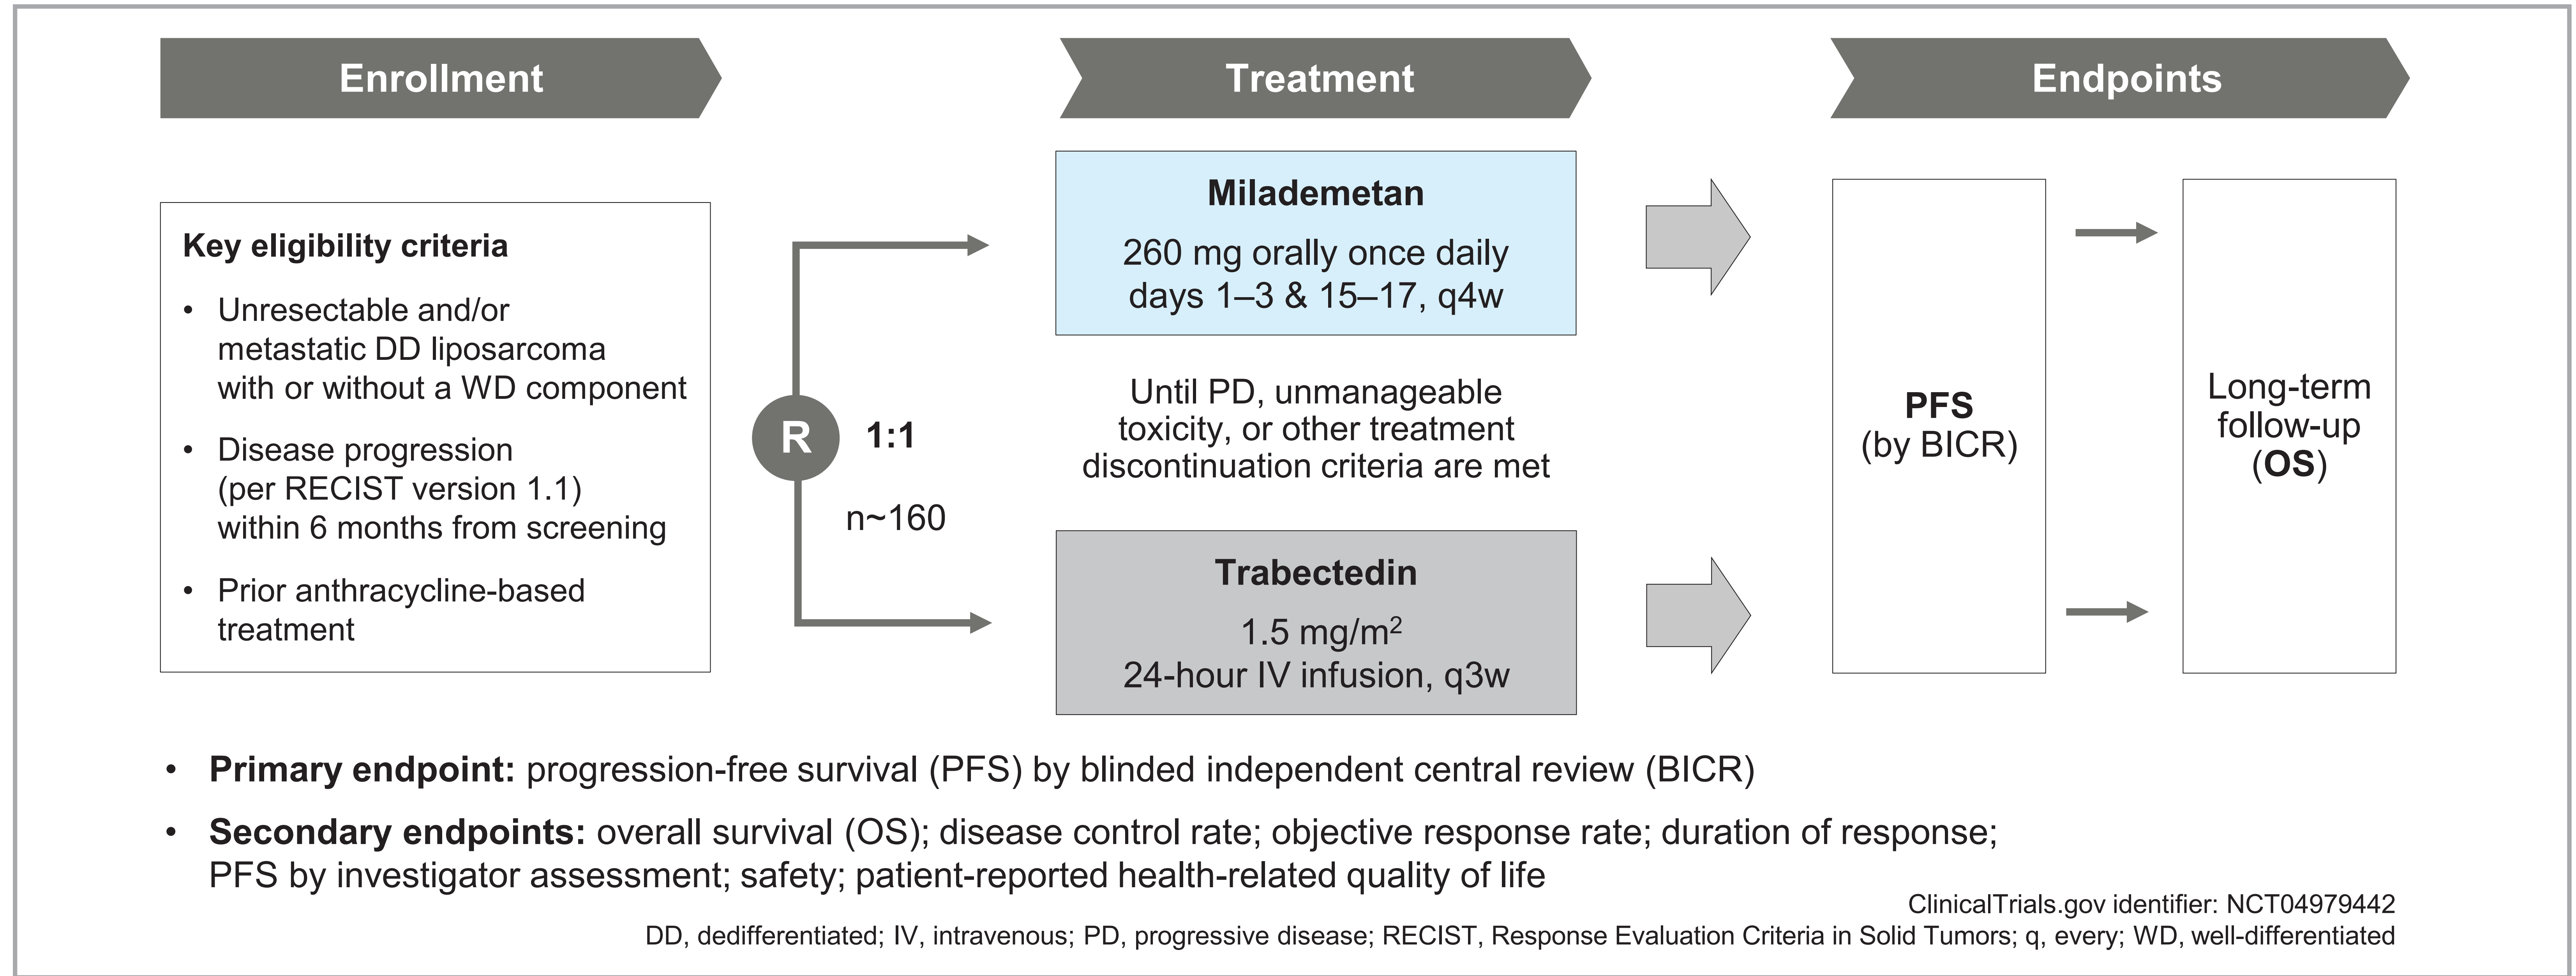 Enrollment
Treatment
Endpoints
Key eligibility criteria
• Unresectable and/or
metastatic DD liposarcoma
with or without a WD component
• Disease progression
(per RECIST version 1.1)
within 6 months from screening
• Prior anthracycline-based
treatment
R
1:1
n~160
Milademetan
260 mg orally once daily
days 1–3 & 15–17, q4w
Until PD, unmanageable
toxicity, or other treatment
discontinuation criteria are met
Trabectedin
1.5 mg/m²
24-hour IV infusion, q3w
PFS
(by BICR)
Long-term
follow-up
(OS)
• Primary endpoint: progression-free survival (PFS) by blinded independent central review (BICR)
• Secondary endpoints: overall survival (OS); disease control rate; objective response rate; duration of response;
PFS by investigator assessment; safety; patient-reported health-related quality of life
ClinicalTrials.gov identifier: NCT04979442
DD, dedifferentiated; IV, intravenous; PD, progressive disease; RECIST, Response Evaluation Criteria in Solid Tumors; q, every; WD, well-differentiated